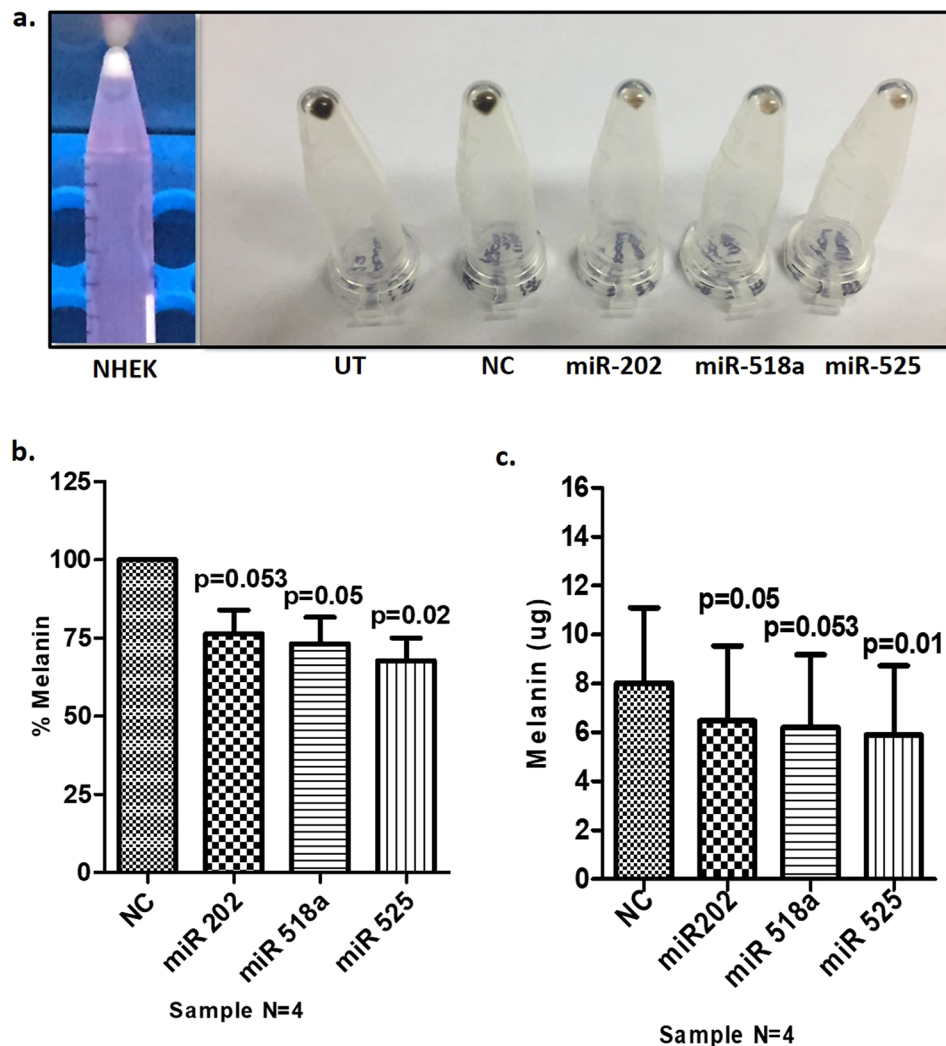 a.
NHEK
UT
NC
miR-202
miR-518a
miR-525
b.
125
100
75
50
25
0
% Melanin
p=0.053
p=0.05
p=0.02
NC
miR 202
miR 518a
miR 525
Sample N=4
c.
16
14
12
10
8
6
4
2
0
Melanin (ug)
p=0.05
p=0.053
p=0.01
NC
miR202
miR 518a
miR 525
Sample N=4